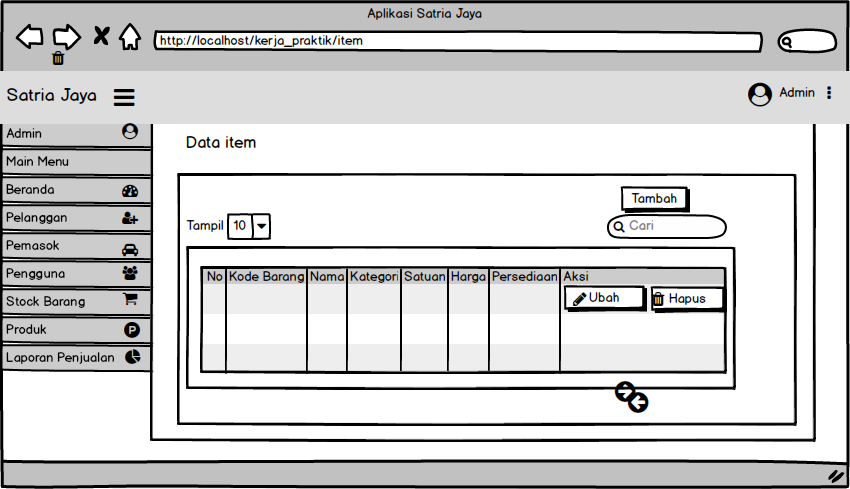 Aplikasi Satria Jaya
http://localhost/kerja_praktik/item
Satria Jaya
Admin
Admin
Main Menu
Beranda
Pelanggan
Pemasok
Pengguna
Stock Barang
Produk
P
Laporan Penjualan
Data item
Tambah
Tampil 10
Cari
No Kode Barang Nama Kategori Satuan Harga Persediaan Aksi
Ubah Hapus